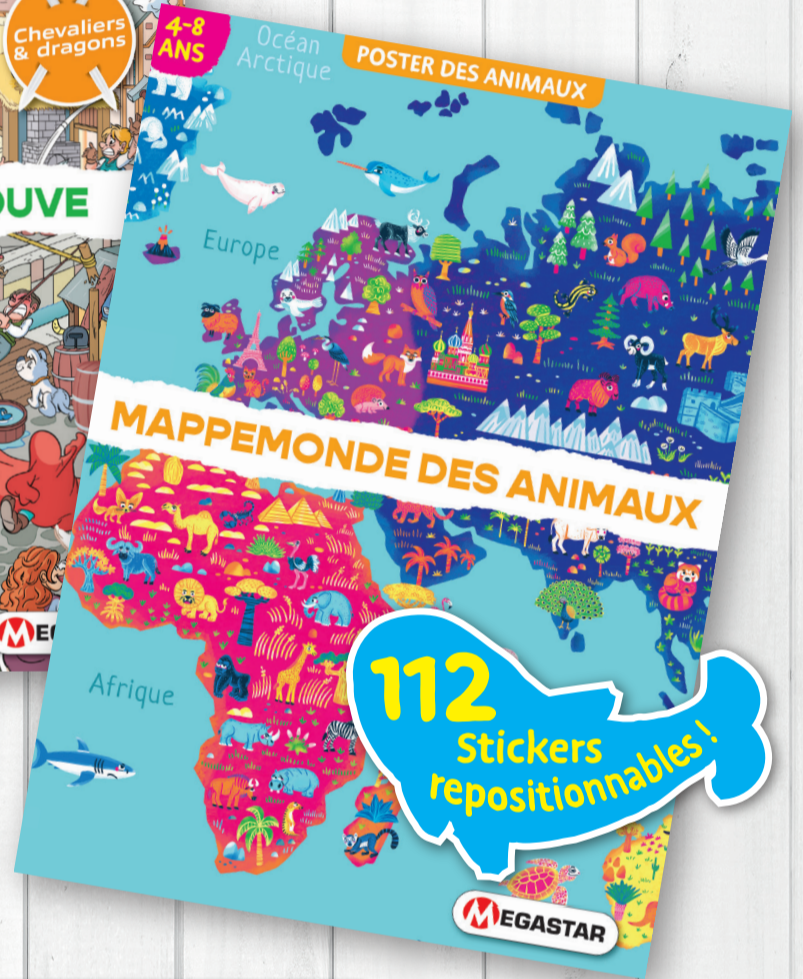 Chevaliers
& dragons
OUVE
4-8
ANS
Océan
Arctique
POSTER DES ANIMAUX
Europe
MAPPEMONDE DES ANIMAUX
Afrique
112
Stickers
repositionnables !
MEGASTAR